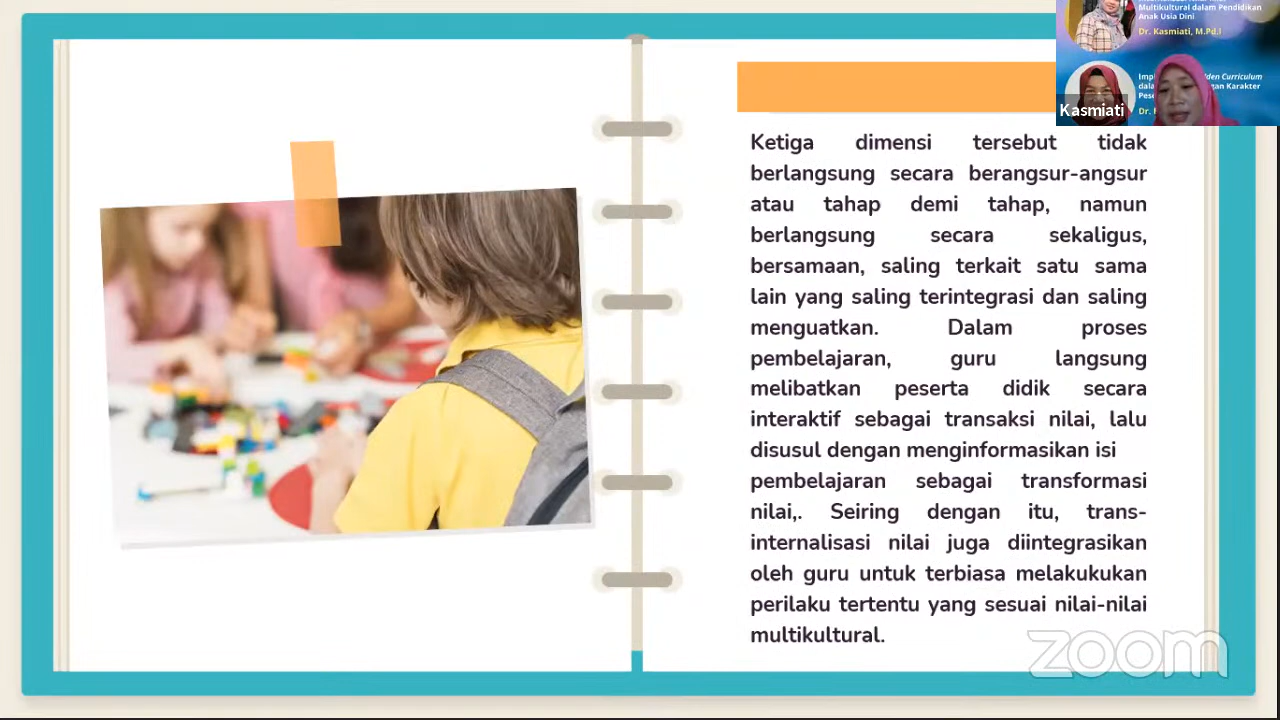 Multikultural dalam Pendidikan
Anak Usia Dini
Dr. Kasmiati, M.Pd.I
Curriculum
Karakter
Kasmiati
Dr.
Ketiga dimensi tersebut tidak
berlangsung secara berangsur-angsur
atau tahap demi tahap, namun
berlangsung secara sekaligus,
bersamaan, saling terkait satu sama
lain yang saling terintegrasi dan saling
menguatkan. Dalam proses
pembelajaran, guru langsung
melibatkan peserta didik secara
interaktif sebagai transaksi nilai, lalu
disusul dengan menginformasikan isi
pembelajaran sebagai transformasi
nilai,. Seiring dengan itu, trans-
internalisasi nilai juga diintegrasikan
oleh guru untuk terbiasa melakukukan
perilaku tertentu yang sesuai nilai-nilai
multikultural.
zoom